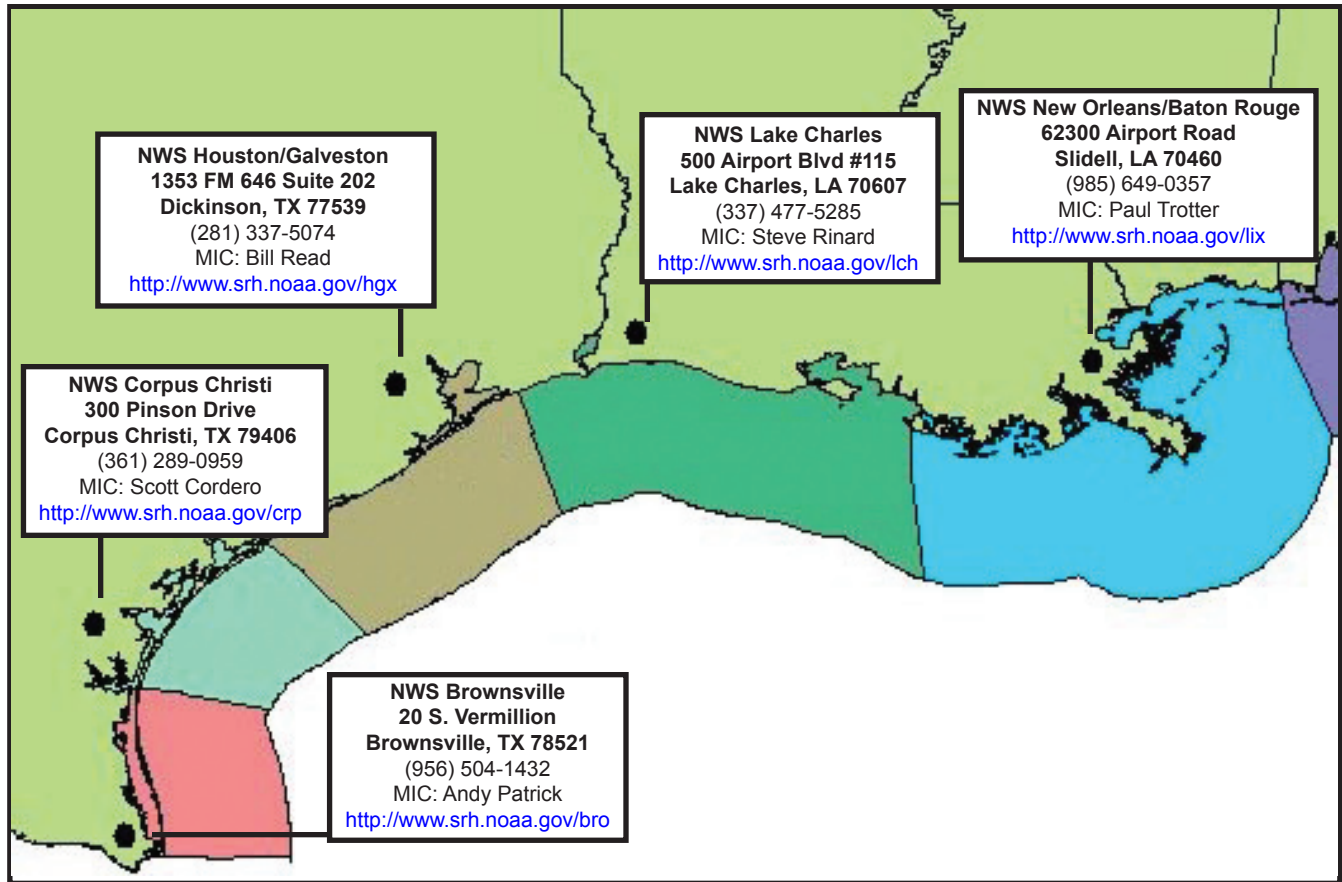 NWS Houston/Galveston
1353 FM 646 Suite 202
Dickinson, TX 77539
(281) 337-5074
MIC: Bill Read
http://www.srh.noaa.gov/hgx
NWS Lake Charles
500 Airport Blvd #115
Lake Charles, LA 70607
(337) 477-5285
MIC: Steve Rinard
http://www.srh.noaa.gov/lch
NWS New Orleans/Baton Rouge
62300 Airport Road
Slidell, LA 70460
(985) 649-0357
MIC: Paul Trotter
http://www.srh.noaa.gov/lix
NWS Corpus Christi
300 Pinson Drive
Corpus Christi, TX 79406
(361) 289-0959
MIC: Scott Cordero
http://www.srh.noaa.gov/crp
NWS Brownsville
20 S. Vermillion
Brownsville, TX 78521
(956) 504-1432
MIC: Andy Patrick
http://www.srh.noaa.gov/bro